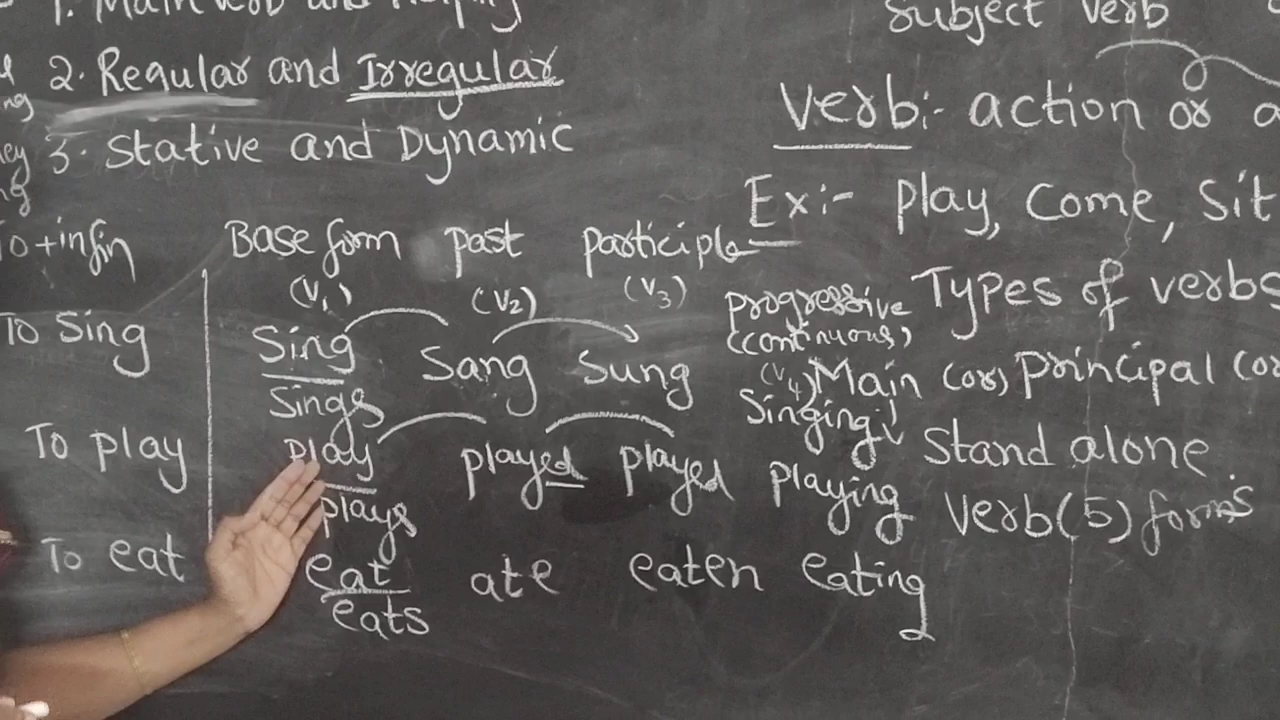 1. Main verb and Helping
2. Regular and Irregular
3. Stative and Dynamic
To + infin Base form past participle
(V1) (V2) (V3) progressive
(continuous)
(V4)
To Sing Sing Sang Sung Singing
Sings
To play play played played playing
plays
To eat eat ate eaten eating
eats
Subject Verb
Verb:- action or a
Ex:- play, come, sit
Types of verbs
Main (or) principal (or
Stand alone
Verb (5) forms